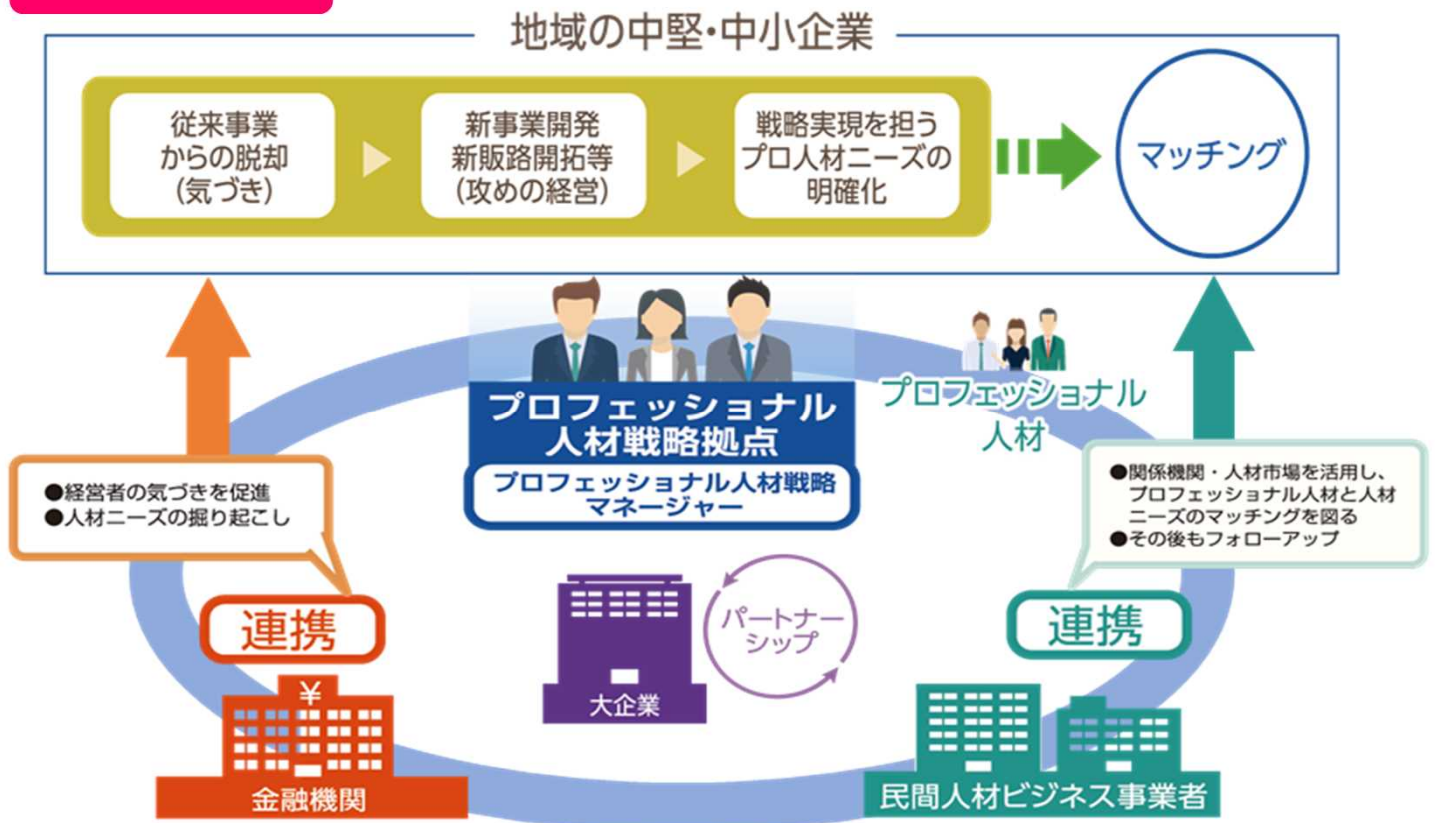 地域の中堅・中小企業
従来事業
からの脱却
(気づき)
新事業開発
新販路開拓等
(攻めの経営)
戦略実現を担う
プロ人材ニーズの
明確化
マッチング
プロフェッショナル
人材戦略拠点
プロフェッショナル人材戦略
マネージャー
プロフェッショナル
人材
●経営者の気づきを促進
●人材ニーズの掘り起こし
●関係機関・人材市場を活用し、
プロフェッショナル人材と人材
ニーズのマッチングを図る
●その後もフォローアップ
連携
パートナー
シップ
連携
¥
大企業
金融機関
民間人材ビジネス事業者